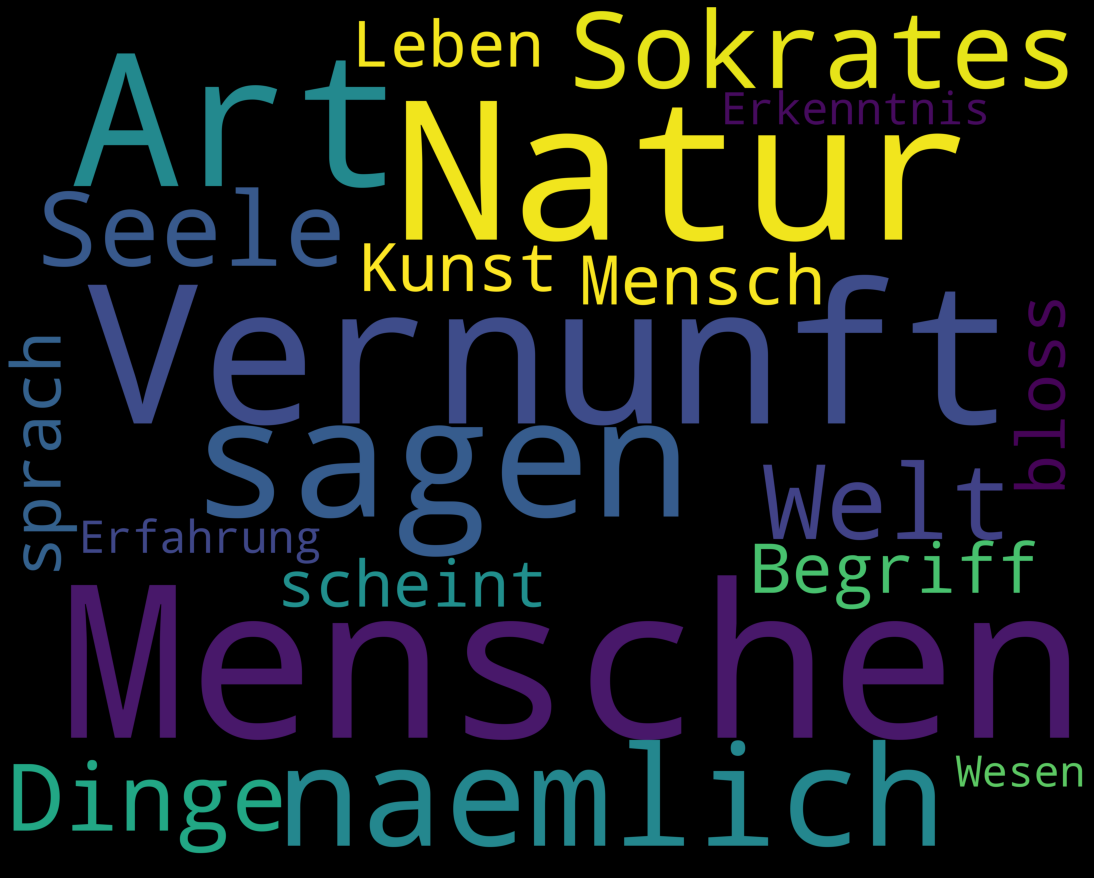 Leben
Sokrates
Art
Natur
Erkenntnis
Seele
Kunst
Mensch
Vernunft
bloss
sprach
sagen
Welt
Erfahrung
Begriff
scheint
Menschen
Dinge
naemlich
Wesen